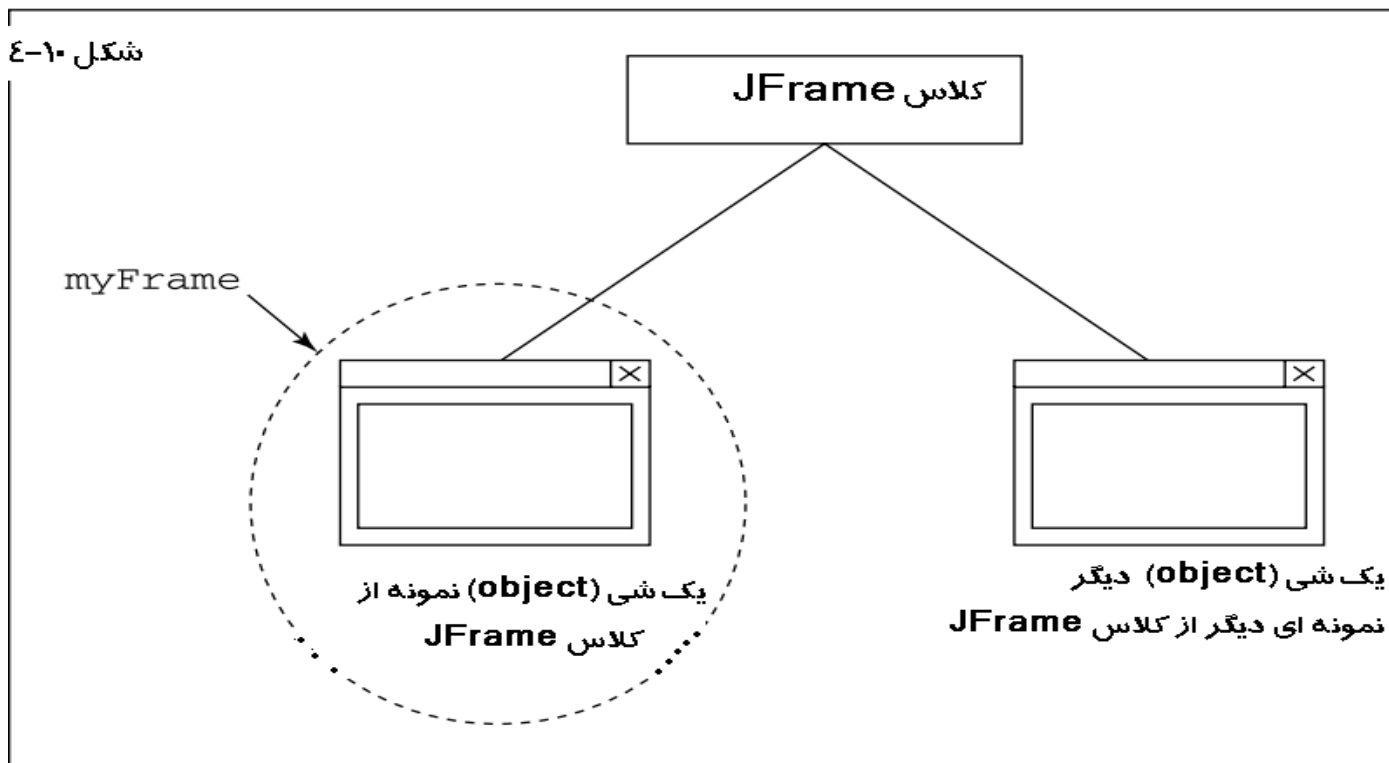 شکل ۱۰-٤
کلاس JFrame
myFrame
یک شی (object) نمونه از
کلاس JFrame
یک شی (object) دیگر
نمونه ای دیگر از کلاس JFrame